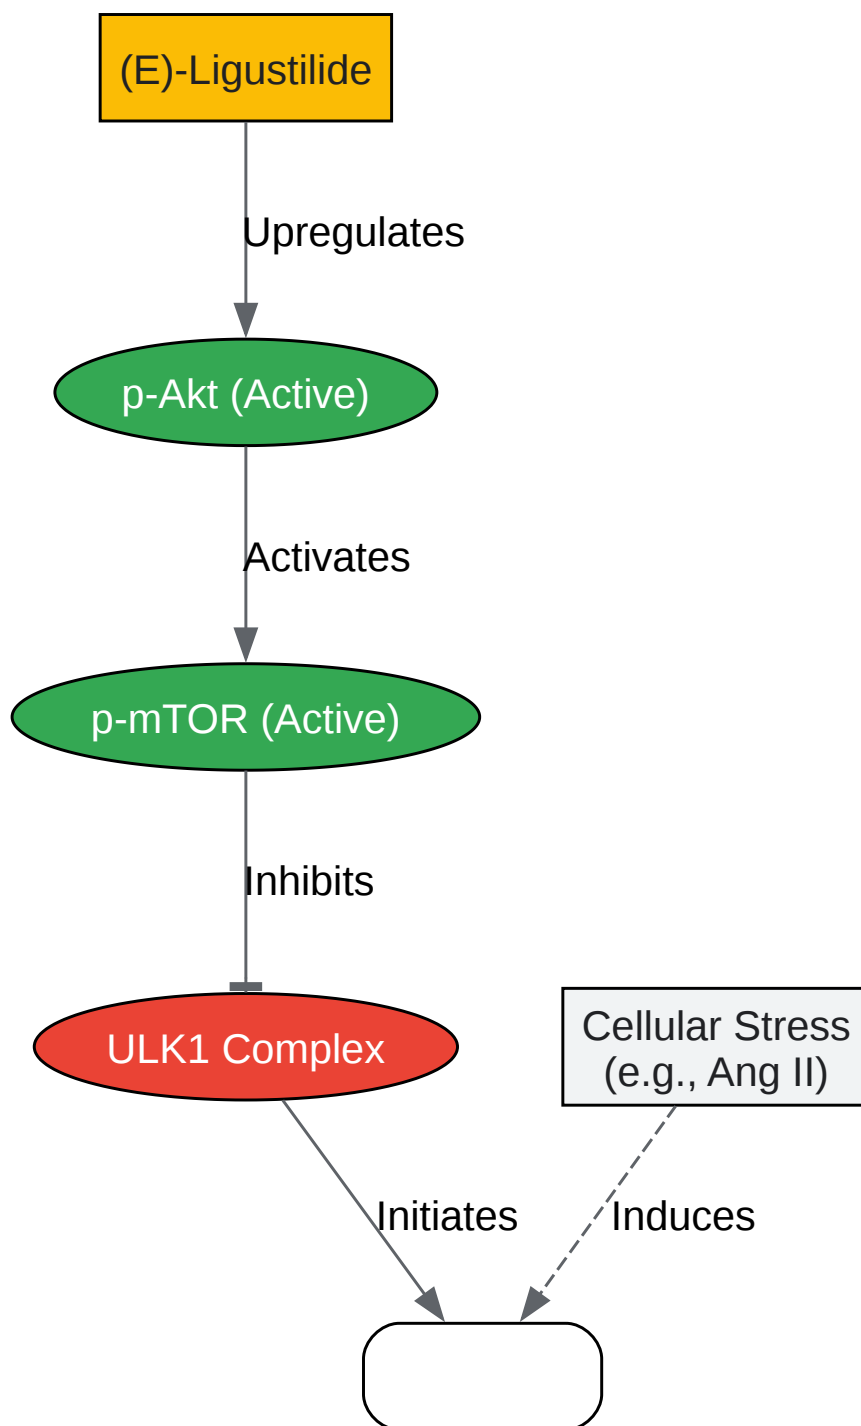 (E)-Ligustilide
Upregulates
p-Akt (Active)
Activates
p-mTOR (Active)
Inhibits
ULK1 Complex
Cellular Stress
(e.g., Ang II)
Initiates
Induces